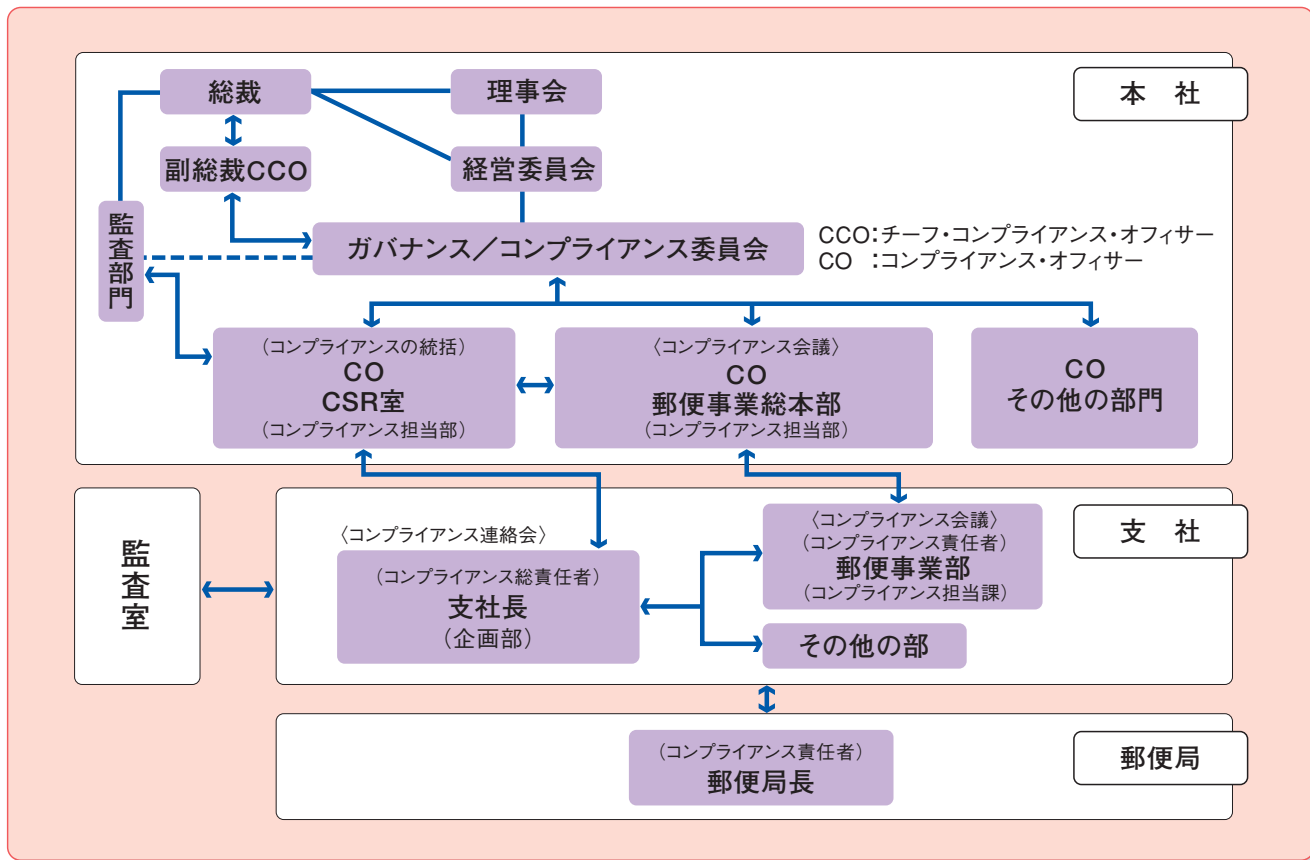 本 社
総裁
理事会
副総裁CCO
経営委員会
監査部門
ガバナンス／コンプライアンス委員会
CCO：チーフ・コンプライアンス・オフィサー
CO ：コンプライアンス・オフィサー
（コンプライアンスの統括）
CO
CSR室
（コンプライアンス担当部）
〈コンプライアンス会議〉
CO
郵便事業総本部
（コンプライアンス担当部）
CO
その他の部門
監査室
支 社
〈コンプライアンス連絡会〉
（コンプライアンス総責任者）
支社長
（企画部）
〈コンプライアンス会議〉
（コンプライアンス責任者）
郵便事業部
（コンプライアンス担当課）
その他の部
郵便局
（コンプライアンス責任者）
郵便局長